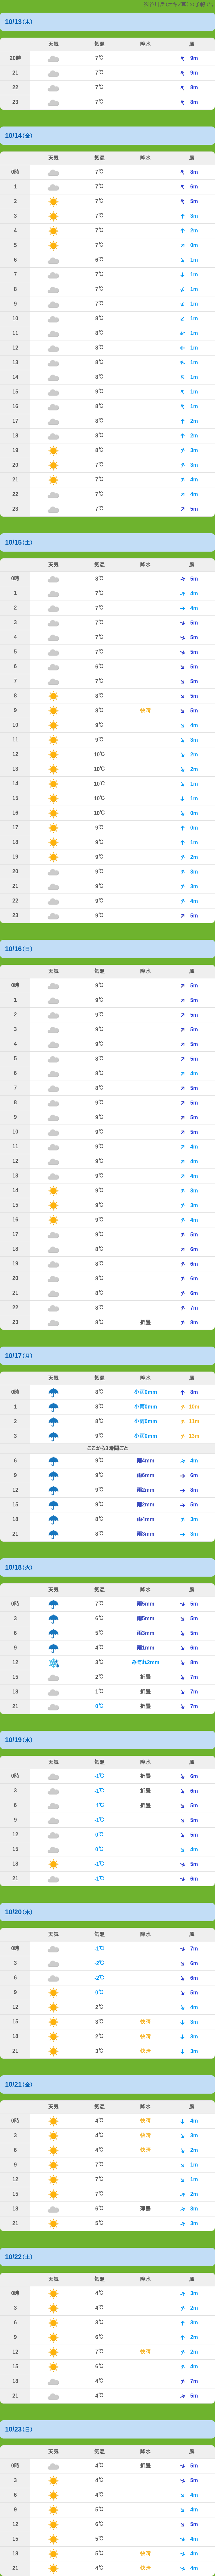 （オキノ耳）の予報です
10/13(木)
天気 気温 降水 風
20時 7℃ 9m
21 7℃ 9m
22 7℃ 8m
23 7℃ 8m
10/14(金)
天気 気温 降水 風
0時 7℃ 8m
1 7℃ 6m
2 7℃ 5m
3 7℃ 3m
4 7℃ 2m
5 7℃ 0m
6 6℃ 1m
7 7℃ 1m
8 7℃ 1m
9 7℃ 1m
10 8℃ 1m
11 8℃ 1m
12 8℃ 1m
13 8℃ 1m
14 8℃ 1m
15 9℃ 1m
16 8℃ 1m
17 8℃ 2m
18 8℃ 2m
19 8℃ 3m
20 7℃ 3m
21 7℃ 4m
22 7℃ 4m
23 7℃ 5m
10/15(土)
天気 気温 降水 風
0時 8℃ 5m
1 7℃ 4m
2 7℃ 4m
3 7℃ 5m
4 7℃ 5m
5 7℃ 5m
6 6℃ 5m
7 7℃ 5m
8 8℃ 5m
9 8℃ 快晴 5m
10 9℃ 4m
11 9℃ 3m
12 10℃ 2m
13 10℃ 2m
14 10℃ 1m
15 10℃ 1m
16 10℃ 0m
17 9℃ 0m
18 9℃ 1m
19 9℃ 2m
20 9℃ 3m
21 9℃ 3m
22 9℃ 4m
23 9℃ 5m
10/16(日)
天気 気温 降水 風
0時 9℃ 5m
1 9℃ 5m
2 9℃ 5m
3 9℃ 5m
4 9℃ 5m
5 8℃ 5m
6 8℃ 4m
7 8℃ 5m
8 9℃ 5m
9 9℃ 5m
10 9℃ 5m
11 9℃ 4m
12 9℃ 4m
13 9℃ 4m
14 9℃ 3m
15 9℃ 3m
16 9℃ 4m
17 9℃ 5m
18 8℃ 6m
19 8℃ 6m
20 8℃ 6m
21 8℃ 6m
22 8℃ 7m
23 8℃ 折曇 8m
10/17(月)
天気 気温 降水 風
0時 8℃ 小雨0mm 8m
1 8℃ 小雨0mm 10m
2 8℃ 小雨0mm 11m
3 9℃ 小雨0mm 13m
ここから3時間ごと
6 9℃ 雨4mm 4m
9 9℃ 雨6mm 6m
12 9℃ 雨2mm 8m
15 9℃ 雨2mm 5m
18 8℃ 雨4mm 3m
21 8℃ 雨3mm 3m
10/18(火)
天気 気温 降水 風
0時 7℃ 雨5mm 5m
3 6℃ 雨5mm 5m
6 5℃ 雨3mm 5m
9 4℃ 雨1mm 6m
12 3℃ みぞれ2mm 8m
15 2℃ 折曇 7m
18 1℃ 折曇 7m
21 0℃ 折曇 7m
10/19(水)
天気 気温 降水 風
0時 -1℃ 折曇 6m
3 -1℃ 折曇 6m
6 -1℃ 折曇 5m
9 -1℃ 5m
12 0℃ 5m
15 0℃ 4m
18 -1℃ 5m
21 -1℃ 6m
10/20(木)
天気 気温 降水 風
0時 -1℃ 7m
3 -2℃ 6m
6 -2℃ 6m
9 0℃ 5m
12 2℃ 4m
15 3℃ 快晴 3m
18 2℃ 快晴 3m
21 3℃ 快晴 3m
10/21(金)
天気 気温 降水 風
0時 4℃ 快晴 4m
3 4℃ 快晴 3m
6 4℃ 快晴 2m
9 7℃ 1m
12 7℃ 1m
15 7℃ 2m
18 6℃ 薄曇 3m
21 5℃ 3m
10/22(土)
天気 気温 降水 風
0時 4℃ 3m
3 4℃ 2m
6 3℃ 3m
9 6℃ 2m
12 7℃ 快晴 2m
15 6℃ 4m
18 4℃ 7m
21 4℃ 5m
10/23(日)
天気 気温 降水 風
0時 4℃ 折曇 5m
3 4℃ 5m
6 4℃ 4m
9 5℃ 4m
12 6℃ 5m
15 5℃ 4m
18 5℃ 快晴 4m
21 4℃ 快晴 4m